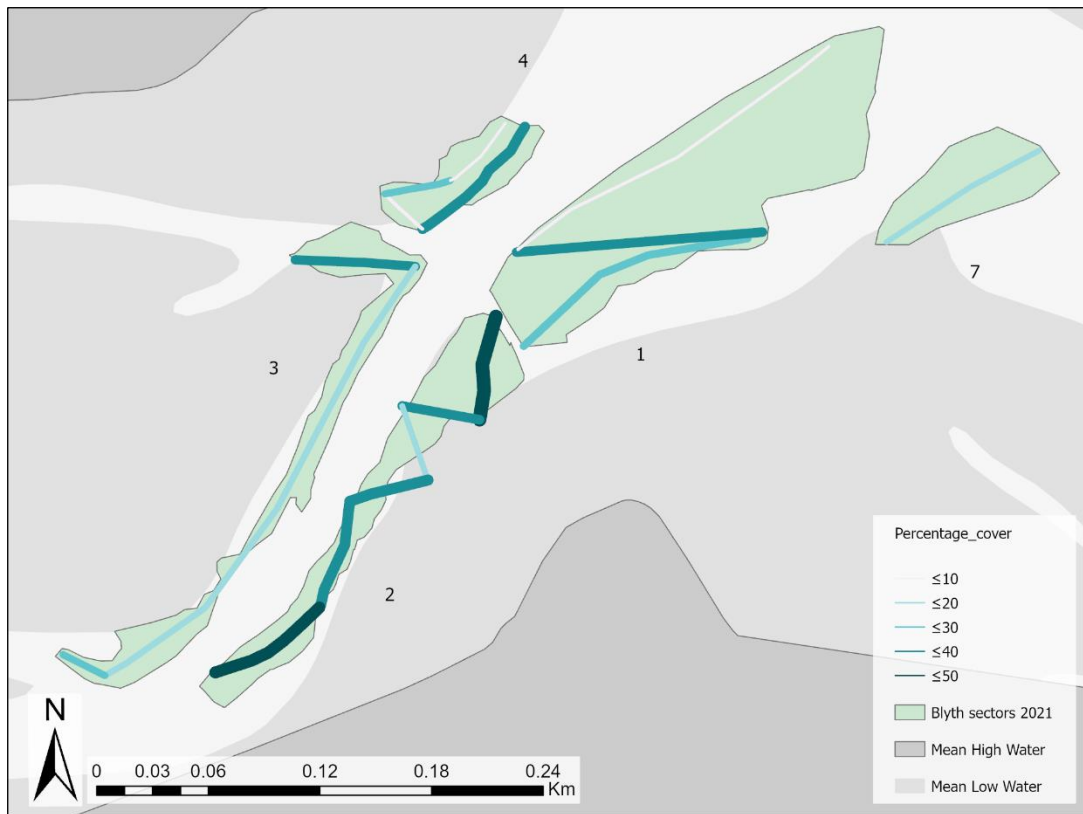 4
7
1
3
2
Percentage_cover
≤10
≤20
≤30
≤40
≤50
Blyth sectors 2021
Mean High Water
Mean Low Water
N
0 0.03 0.06 0.12 0.18 0.24
Km